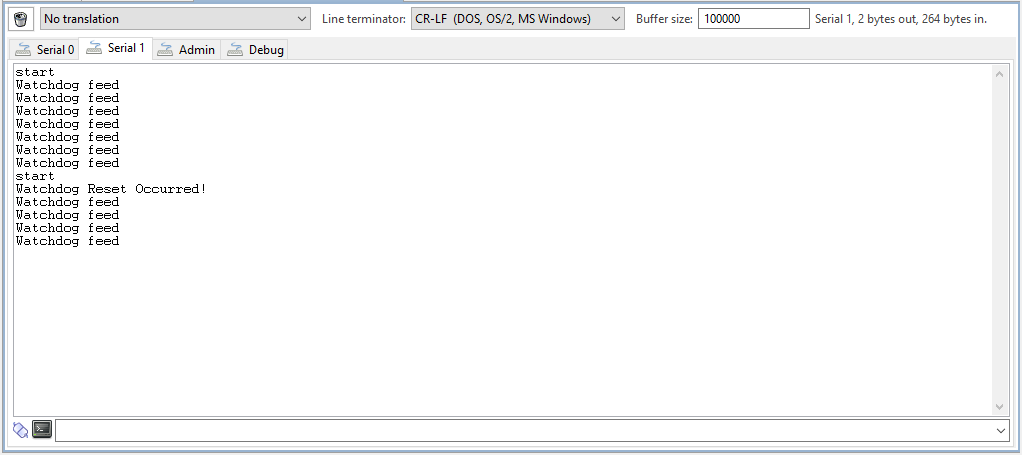 No translation Line terminator: CR-LF (DOS, OS/2, MS Windows) Buffer size: 100000 Serial 1, 2 bytes out, 264 bytes in.
Serial 0 Serial 1 Admin Debug
start
Watchdog feed
Watchdog feed
Watchdog feed
Watchdog feed
Watchdog feed
Watchdog feed
Watchdog feed
start
Watchdog Reset Occurred!
Watchdog feed
Watchdog feed
Watchdog feed
Watchdog feed